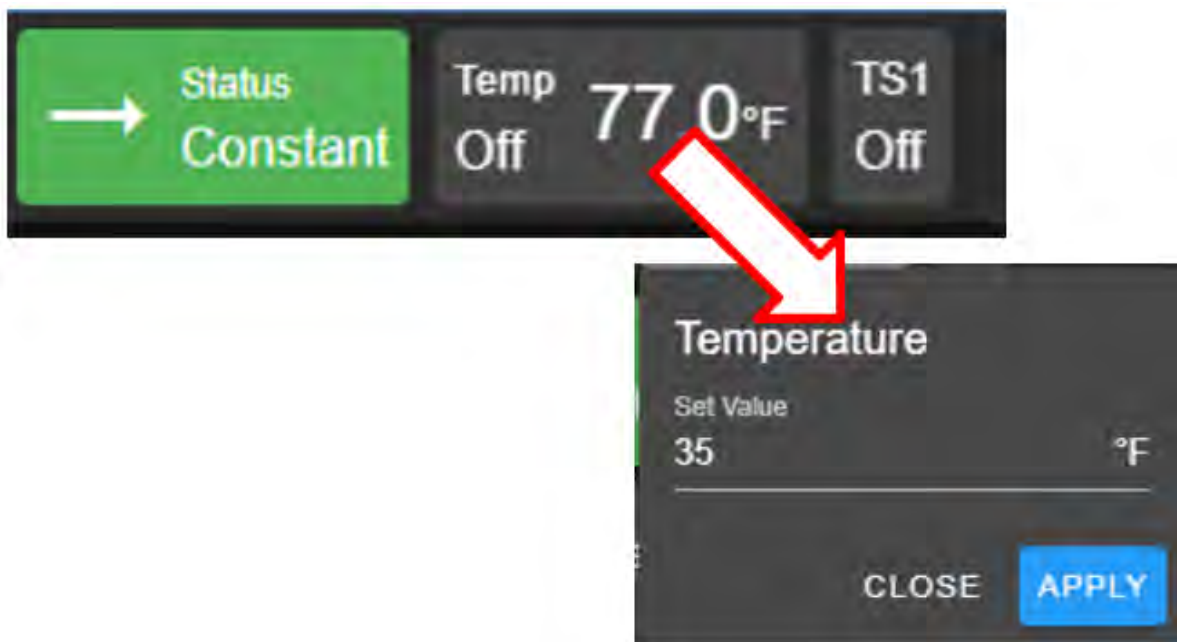 Status
Constant
Temp
Off
77.0°F
TS1
Off
Temperature
Set Value
35 °F
CLOSE APPLY